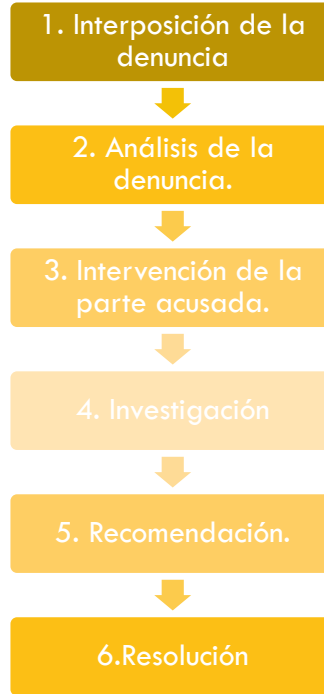 1. Interposición de la
denuncia
2. Análisis de la
denuncia.
3. Intervención de la
parte acusada.
4. Investigación
5. Recomendación.
6.Resolución